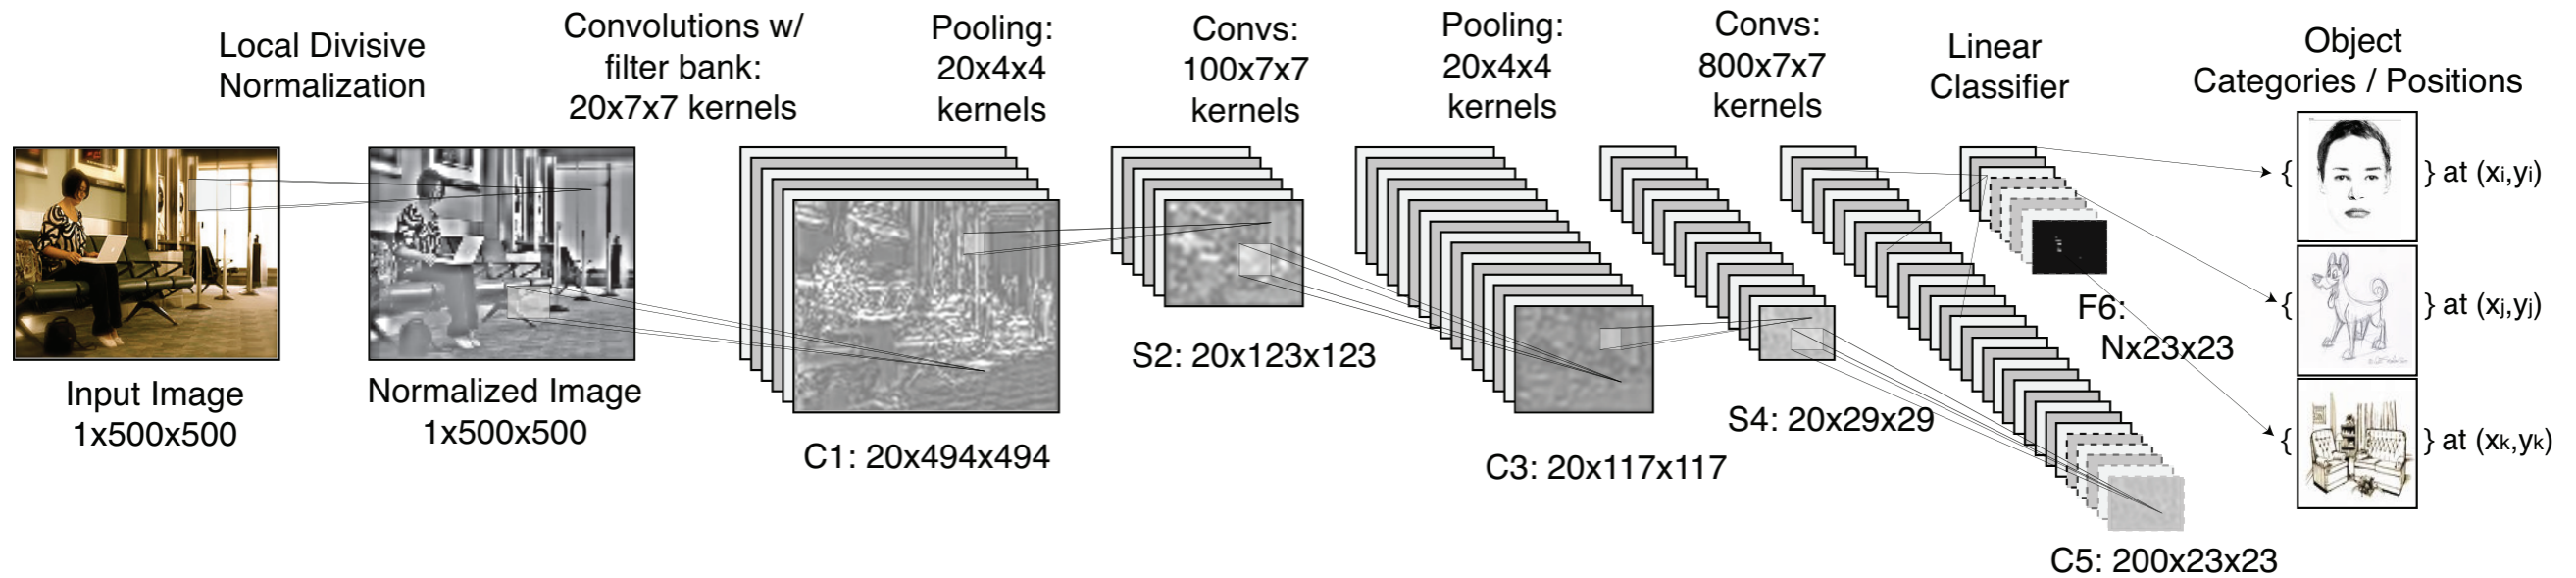 Local Divisive
Normalization
Convolutions w/
filter bank:
20x7x7 kernels
Pooling:
20x4x4
kernels
Convs:
100x7x7
kernels
Pooling:
20x4x4
kernels
Convs:
800x7x7
kernels
Linear
Classifier
Object
Categories / Positions
{ } at (xi,yi)
{ } at (xj,yj)
{ } at (xk,yk)
Input Image
1x500x500
Normalized Image
1x500x500
C1: 20x494x494
S2: 20x123x123
C3: 20x117x117
S4: 20x29x29
C5: 200x23x23
F6:
Nx23x23